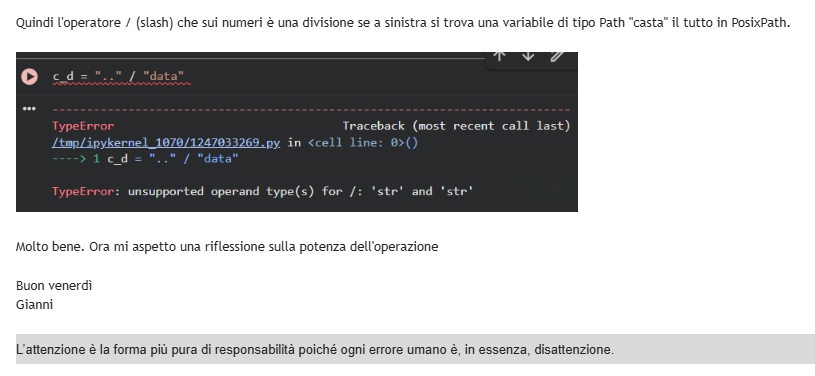 Quindi l'operatore / (slash) che sui numeri è una divisione se a sinistra si trova una variabile di tipo Path "casta" il tutto in PosixPath.
c_d = ".." / "data"
---------------------------------------------------------------------------
TypeError                                 Traceback (most recent call last)
/tmp/ipykernel_1070/1247033269.py in <cell line: 0>()
----> 1 c_d = ".." / "data"
TypeError: unsupported operand type(s) for /: 'str' and 'str'
Molto bene. Ora mi aspetto una riflessione sulla potenza dell'operazione
Buon venerdì
Gianni
L'attenzione è la forma più pura di responsabilità poiché ogni errore umano è, in essenza, disattenzione.